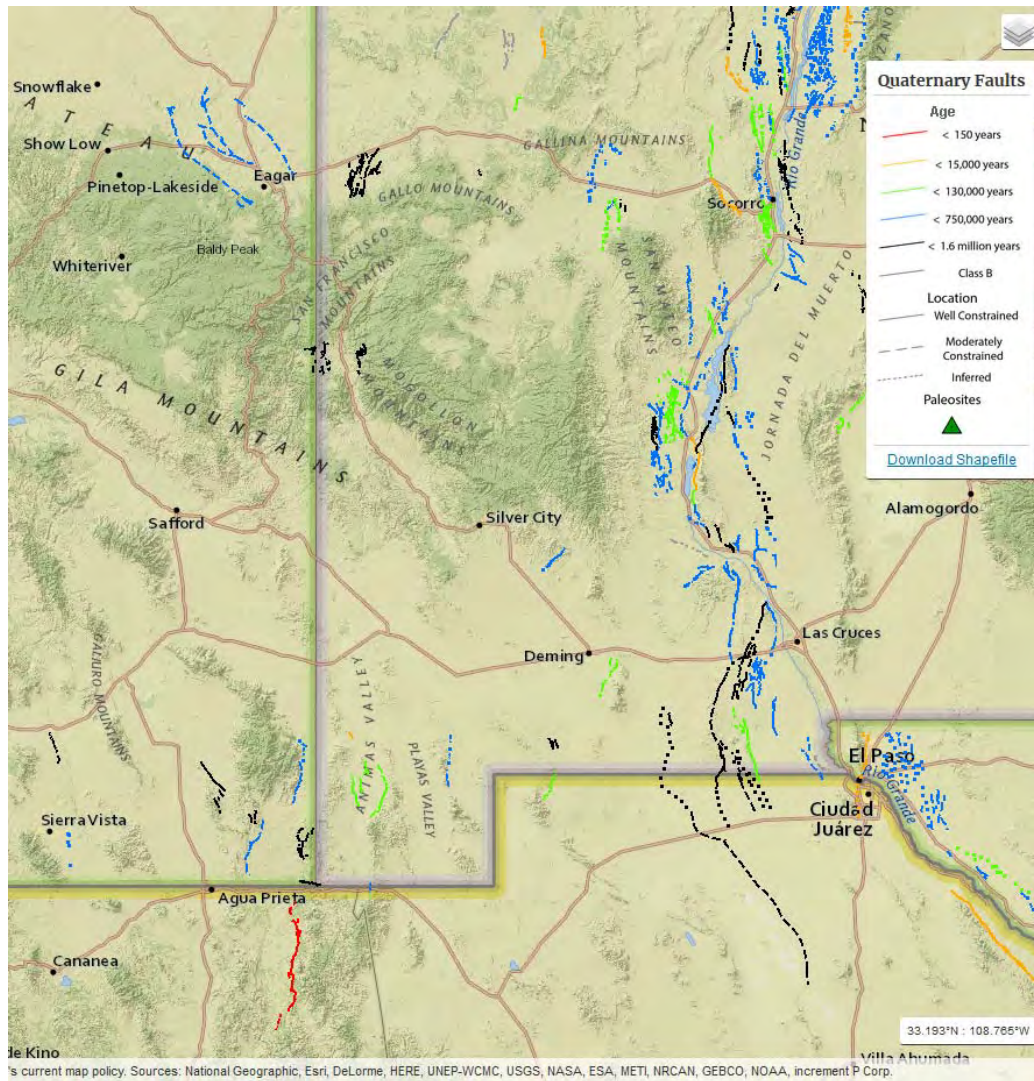 Snowflake
A T E A U
Show Low
Pinetop-Lakeside
Eagar
Baldy Peak
Whiteriver
GALLINA MOUNTAINS
GALLO MOUNTAINS
SAN FRANCISCO
MOUNTAINS
Socorro
Rio Grande
ZANO
SAN MATEO
MOUNTAINS
JORNADA DEL MUERTO
MOGOLLON
MOUNTAINS
GILA MOUNTAINS
Safford
Silver City
Alamogordo
Las Cruces
Deming
GALIURO MOUNTAINS
ANIMAS VALLEY
PLAYAS VALLEY
El Paso
Rio Grande
Ciudad
Juárez
Sierra Vista
Agua Prieta
Cananea
de Kino
Villa Ahumada
Quaternary Faults
Age
< 150 years
< 15,000 years
< 130,000 years
< 750,000 years
< 1.6 million years
Class B
Location
Well Constrained
Moderately
Constrained
Inferred
Paleosites
Download Shapefile
33.193°N : 108.765°W
's current map policy. Sources: National Geographic, Esri, DeLorme, HERE, UNEP-WCMC, USGS, NASA, ESA, METI, NRCAN, GEBCO, NOAA, increment P Corp.